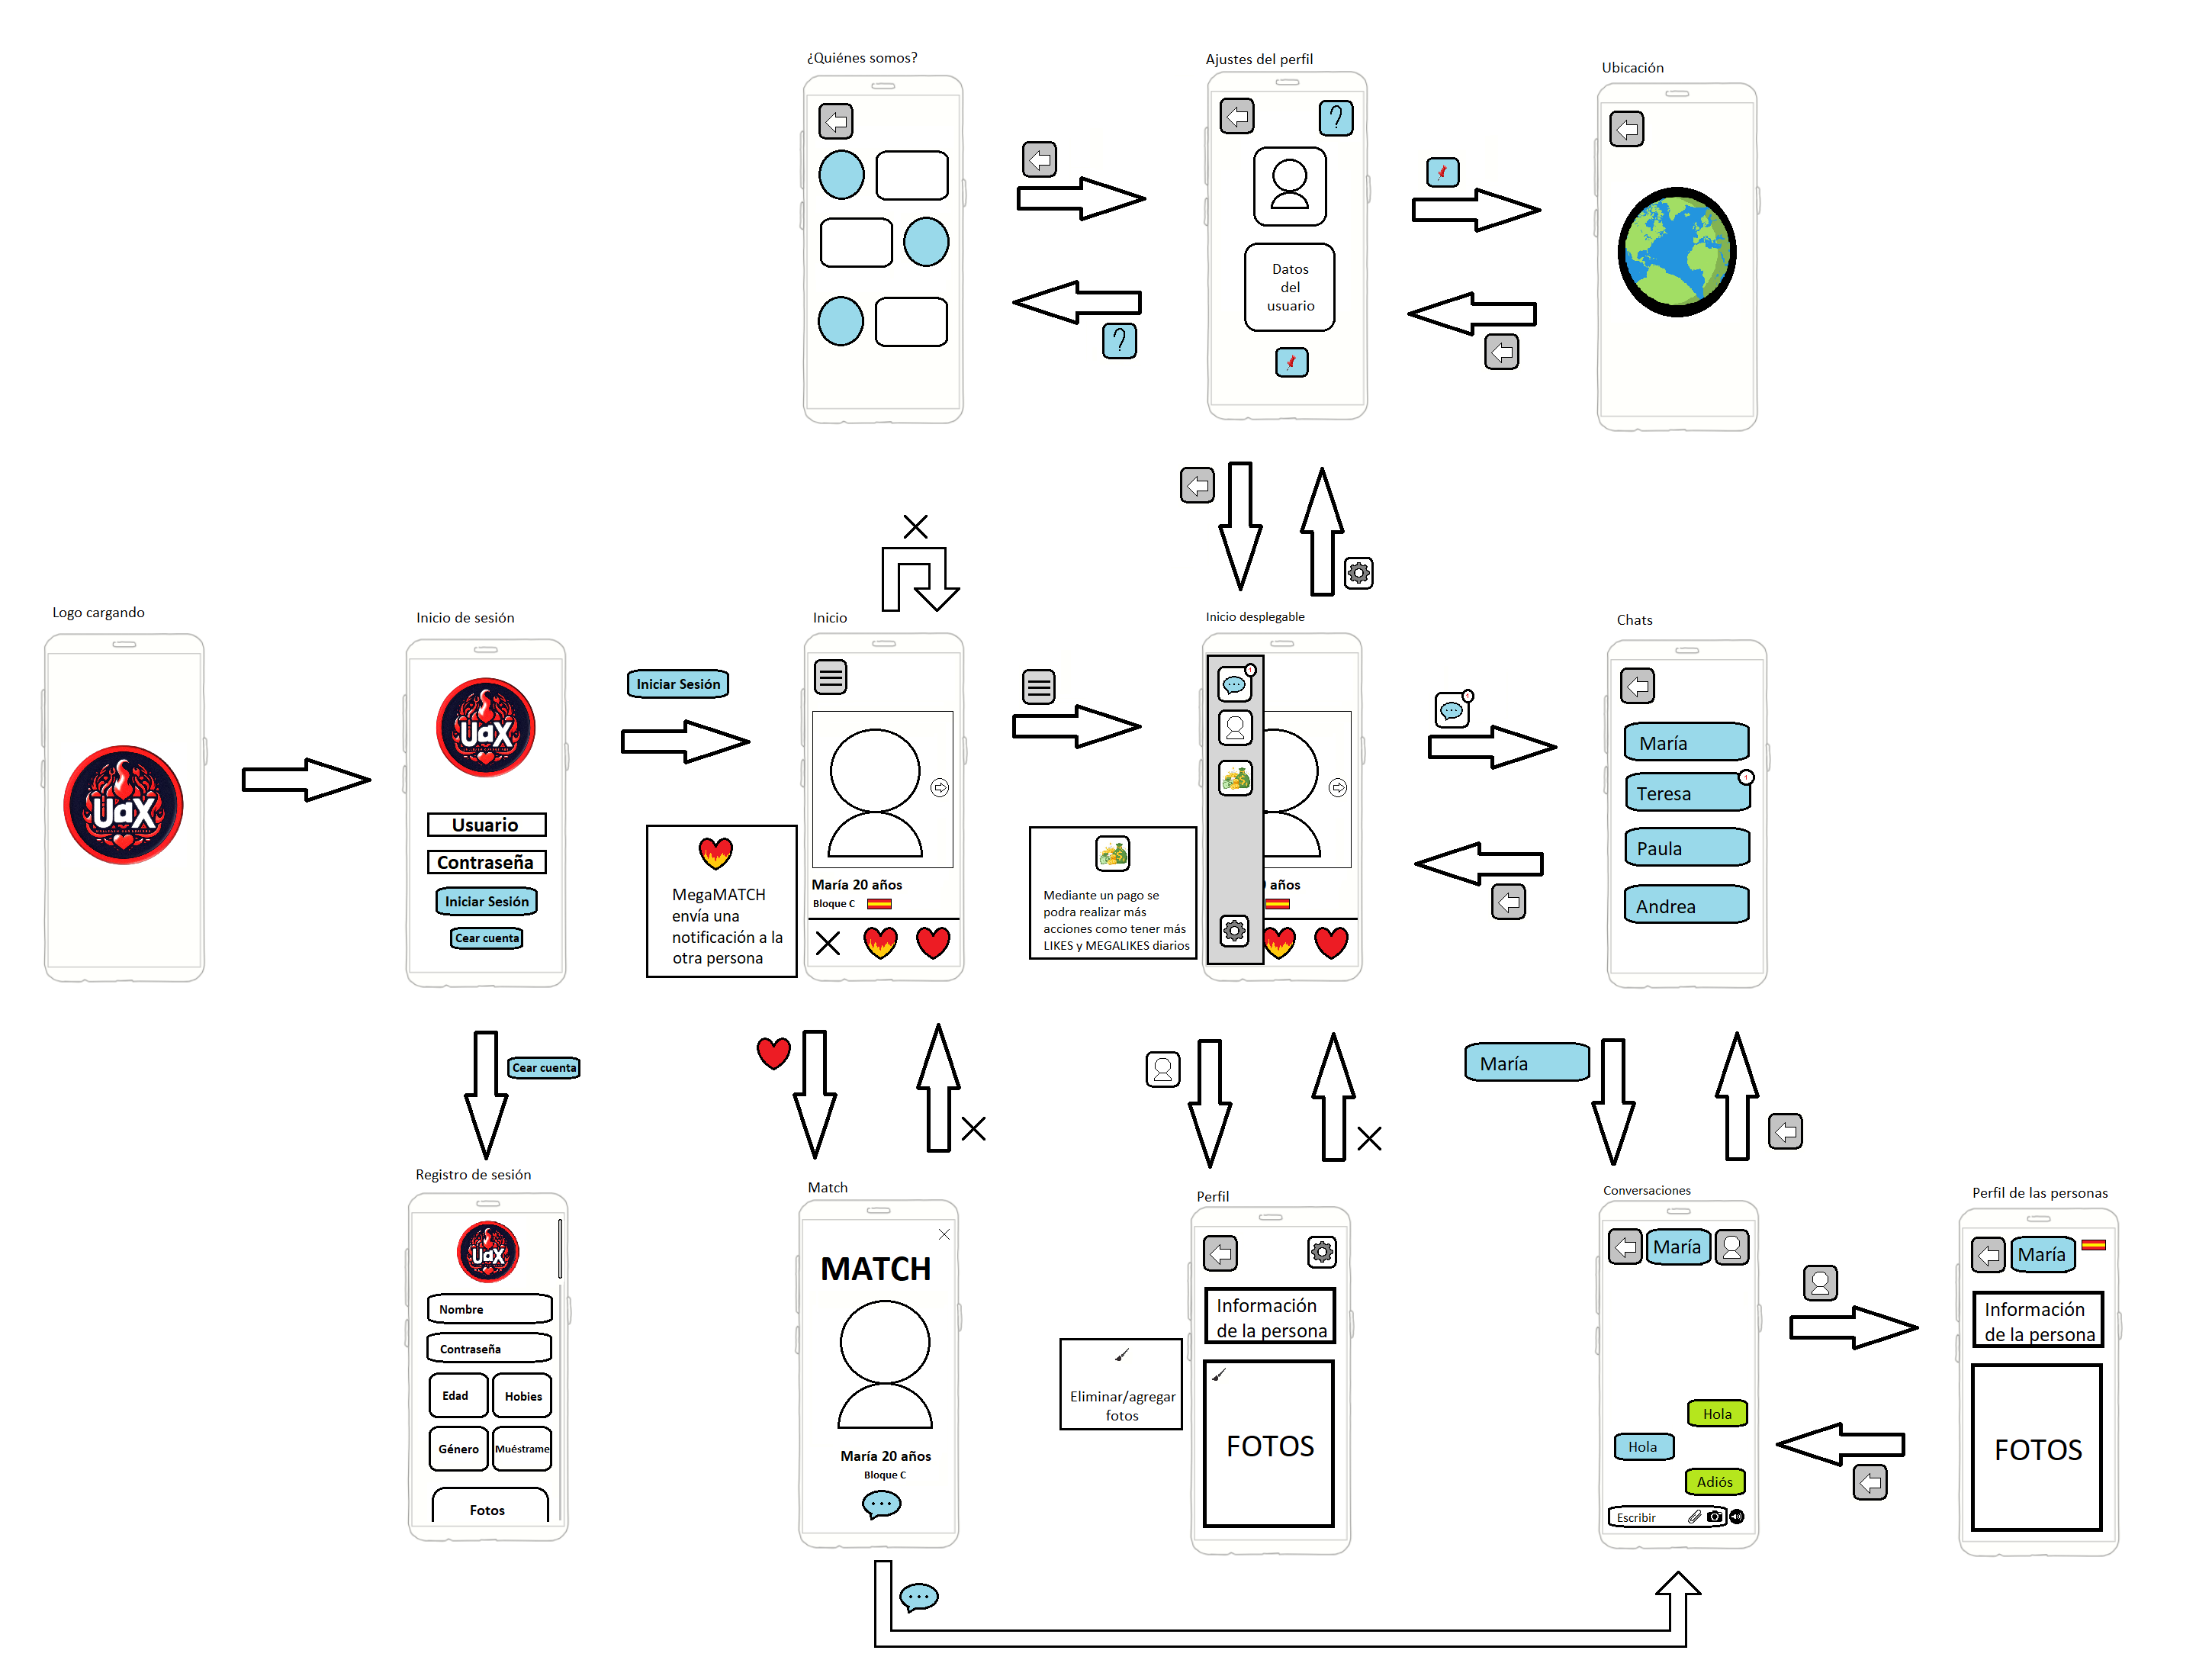 ¿Quiénes somos?
Ajustes del perfil
Ubicación
Datos
del
usuario
Logo cargando
UaX
Inicio de sesión
UaX
Usuario
Contraseña
Iniciar Sesión
Cear cuenta
Iniciar Sesión
MegaMATCH
envía una
notificación a la
otra persona
Inicio
María 20 años
Bloque C
Mediante un pago se
podra realizar más
acciones como tener más
LIKES y MEGALIKES diarios
Inicio desplegable
1
años
1
Chats
María
Teresa
1
Paula
Andrea
Cear cuenta
María
Registro de sesión
UaX
Nombre
Contraseña
Edad
Hobies
Género
Muéstrame
Fotos
Match
MATCH
María 20 años
Bloque C
Eliminar/agregar
fotos
Perfil
Información
de la persona
FOTOS
Conversaciones
María
Hola
Hola
Adiós
Escribir
Perfil de las personas
María
Información
de la persona
FOTOS